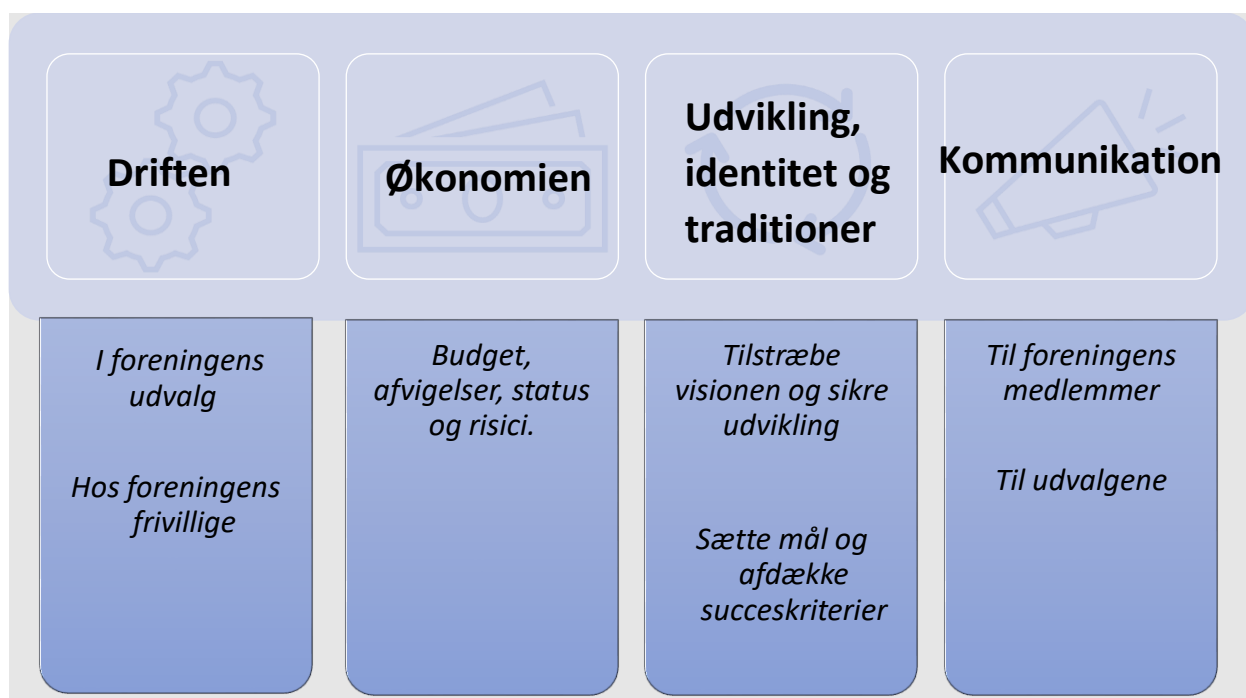 Driften
I foreningens
udvalg
Hos foreningens
frivillige
Økonomien
Budget,
afvigelser, status
og risici.
Udvikling,
identitet og
traditioner
Tilstræbe
visionen og sikre
udvikling
Sætte mål og
afdække
succeskriterier
Kommunikation
Til foreningens
medlemmer
Til udvalgene